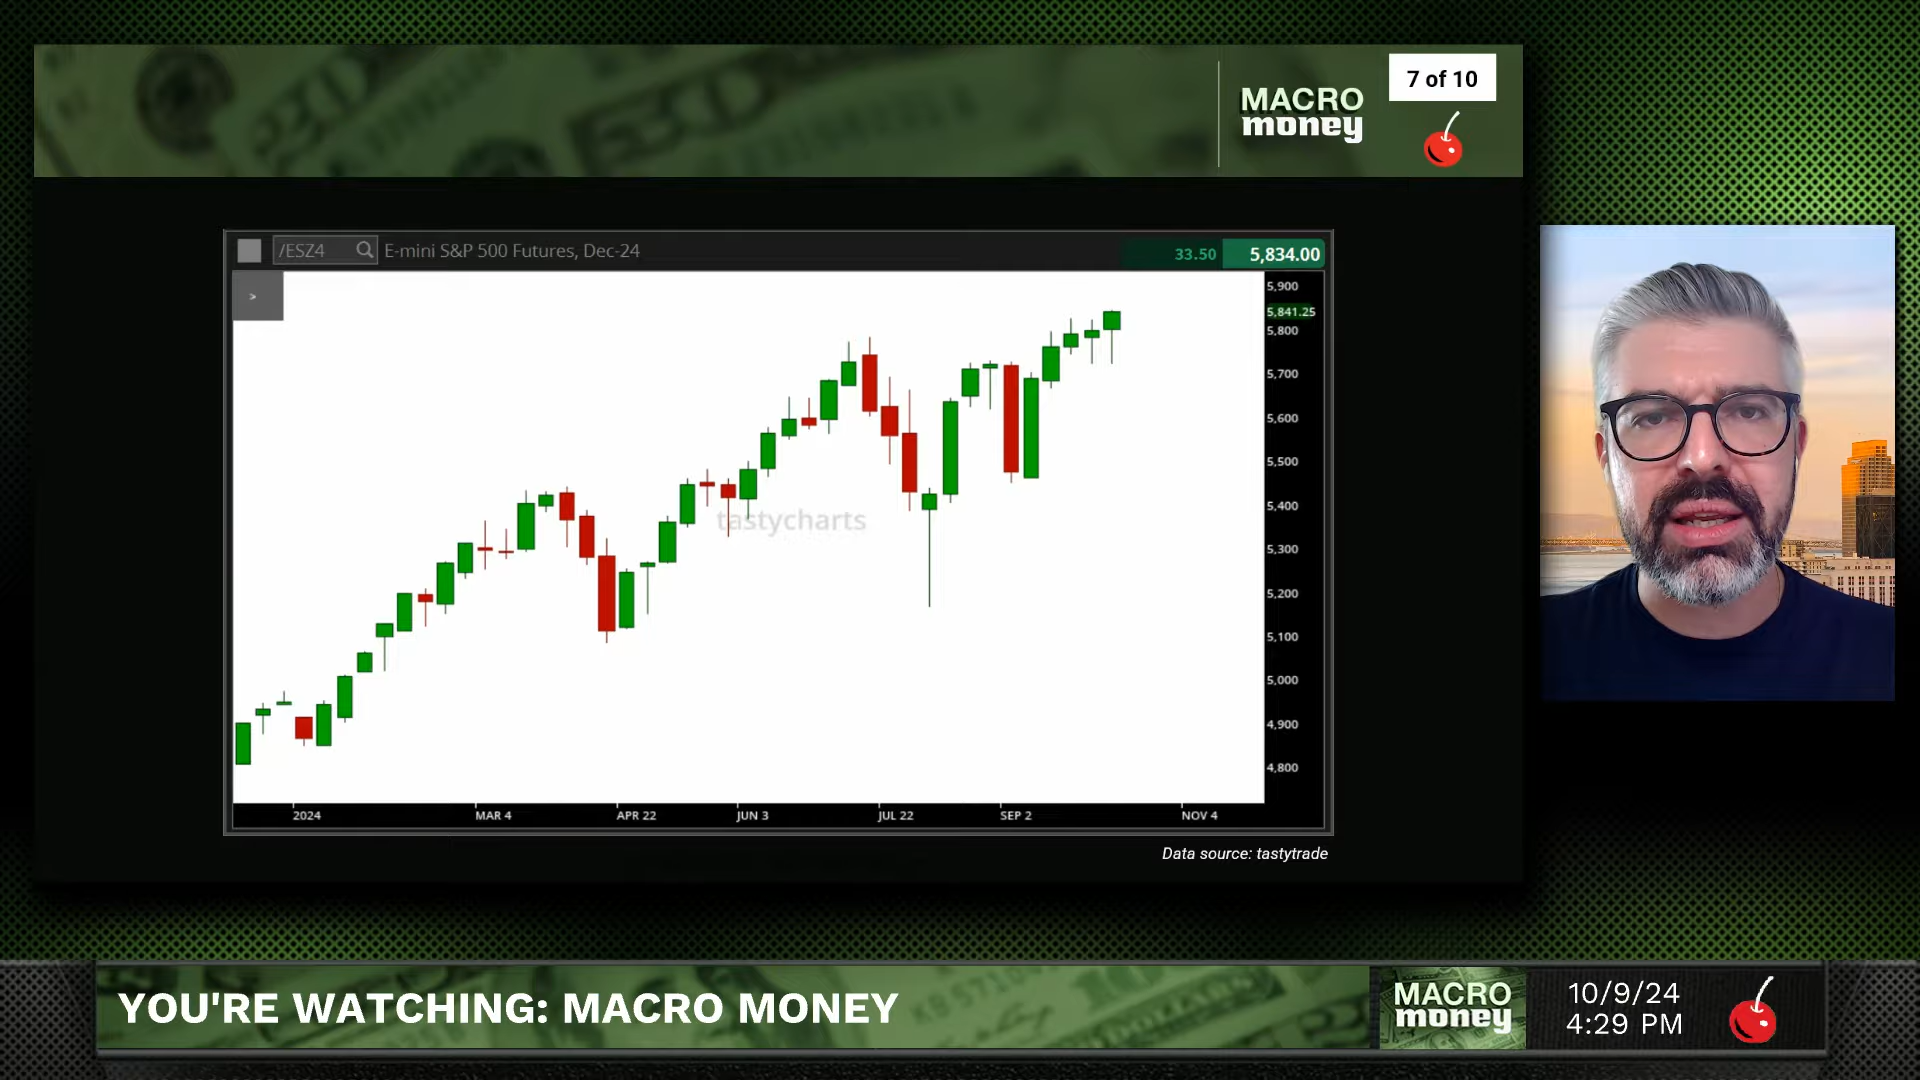 MACRO
money
7 of 10
/ESZ4
E-mini S&P 500 Futures, Dec-24
33.50
5,834.00
>
5,900
5,841.25
5,800
5,700
5,600
5,500
5,400
5,300
5,200
5,100
5,000
4,900
4,800
tastycharts
2024
MAR 4
APR 22
JUN 3
JUL 22
SEP 2
NOV 4
Data source: tastytrade
YOU'RE WATCHING: MACRO MONEY
MACRO
money
10/9/24
4:29 PM